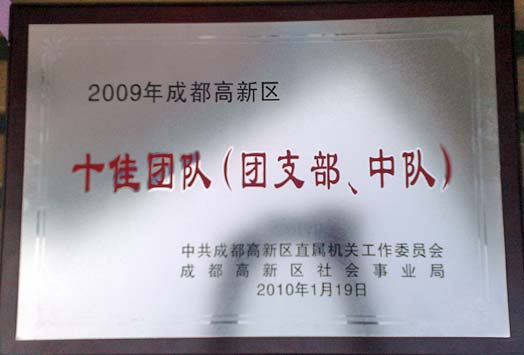 2009年成都高新区
十佳团队（团支部、中队）
中共成都高新区直属机关工作委员会
成都高新区社会事业局
2010年1月19日